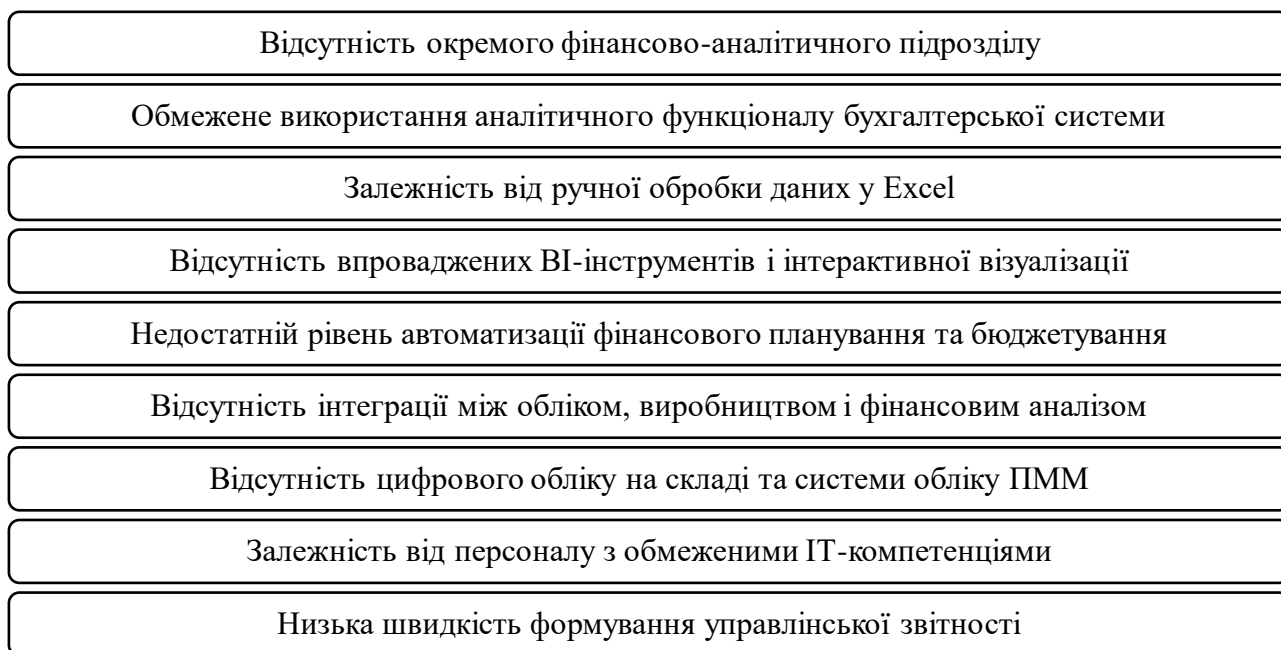 Відсутність окремого фінансово-аналітичного підрозділу
Обмежене використання аналітичного функціоналу бухгалтерської системи
Залежність від ручної обробки даних у Excel
Відсутність впроваджених BI-інструментів і інтерактивної візуалізації
Недостатній рівень автоматизації фінансового планування та бюджетування
Відсутність інтеграції між обліком, виробництвом і фінансовим аналізом
Відсутність цифрового обліку на складі та системи обліку ПММ
Залежність від персоналу з обмеженими ІТ-компетенціями
Низька швидкість формування управлінської звітності